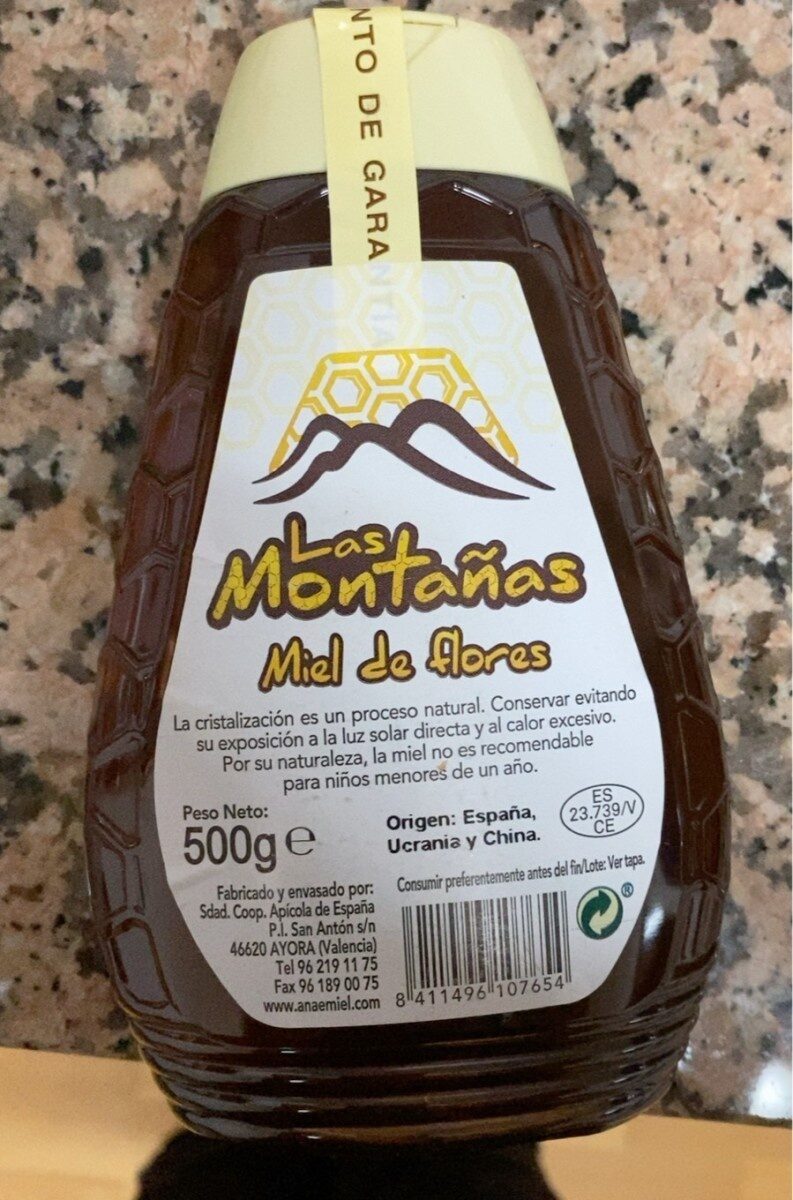 NTO DE GARANTIA
Las
Montañas
Miel de flores
La cristalización es un proceso natural. Conservar evitando
su exposición a la luz solar directa y al calor excesivo.
Por su naturaleza, la miel no es recomendable
para niños menores de un año.
Peso Neto:
500g e
Origen: España,
Ucrania y China.
ES
23.739/V
CE
Consumir preferentemente antes del fin/Lote: Ver tapa.
Fabricado y envasado por:
Sdad. Coop. Apícola de España
P.I. San Antón s/n
46620 AYORA (Valencia)
Tel 96 219 11 75
Fax 96 189 00 75
www.anaemiel.com
®
8 411496 107654